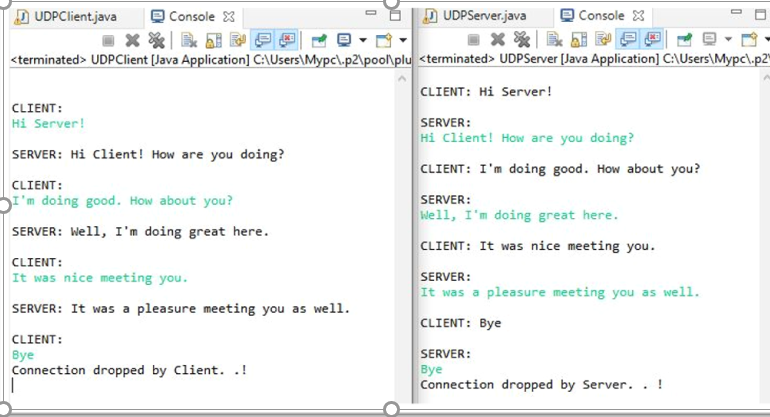 UDPClient.java Console
<terminated> UDPClient [Java Application] C:\Users\Mypc\.p2\pool\plu
CLIENT:
Hi Server!
SERVER: Hi Client! How are you doing?
CLIENT:
I'm doing good. How about you?
SERVER: Well, I'm doing great here.
CLIENT:
It was nice meeting you.
SERVER: It was a pleasure meeting you as well.
CLIENT:
Bye
Connection dropped by Client. .!
UDPServer.java Console
<terminated> UDPServer [Java Application] C:\Users\Mypc\.p2\
CLIENT: Hi Server!
SERVER:
Hi Client! How are you doing?
CLIENT: I'm doing good. How about you?
SERVER:
Well, I'm doing great here.
CLIENT: It was nice meeting you.
SERVER:
It was a pleasure meeting you as well.
CLIENT: Bye
SERVER:
Bye
Connection dropped by Server. . !